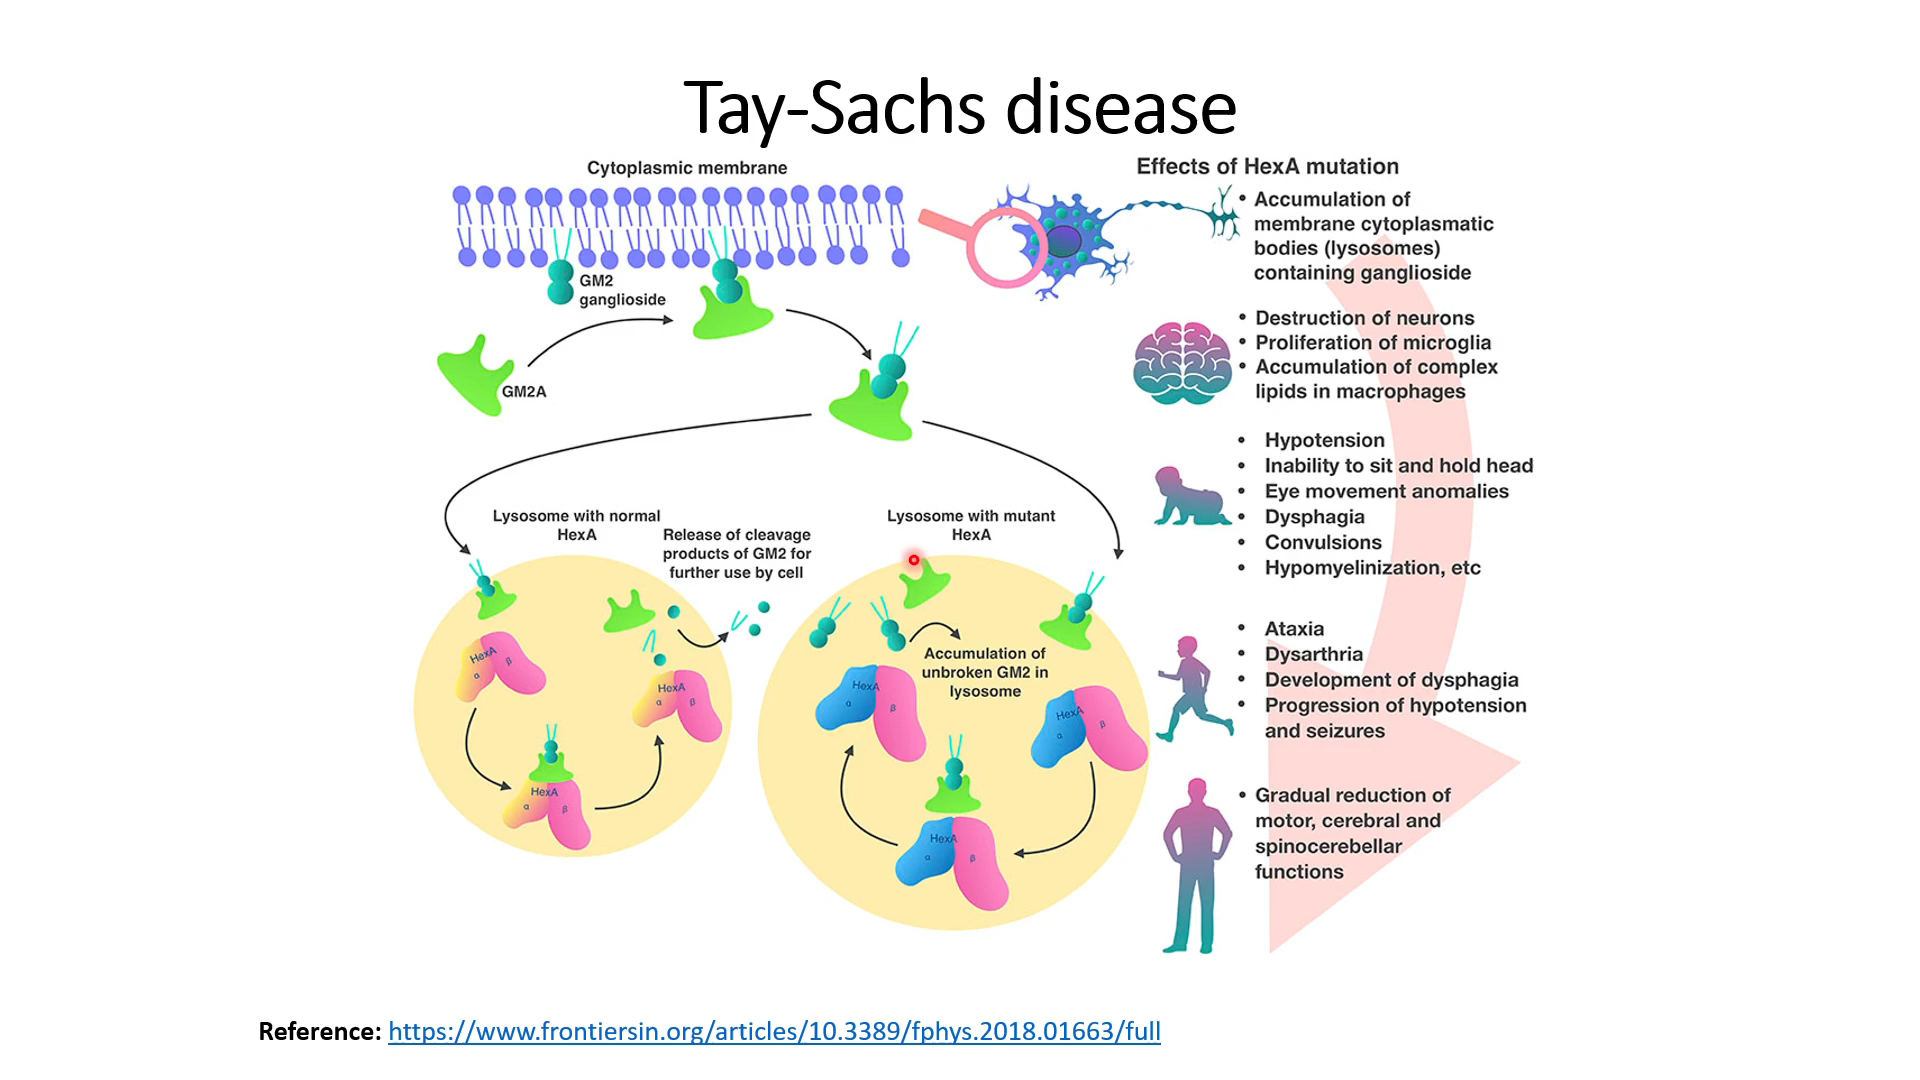 Tay-Sachs disease
Cytoplasmic membrane
GM2
ganglioside
GM2A
Lysosome with normal
HexA
Release of cleavage
products of GM2 for
further use by cell
HexA
α
β
HexA
α
β
HexA
α
β
Lysosome with mutant
HexA
Accumulation of
unbroken GM2 in
lysosome
HexA
α
β
HexA
α
β
HexA
α
β
Effects of HexA mutation
• Accumulation of
membrane cytoplasmatic
bodies (lysosomes)
containing ganglioside
• Destruction of neurons
• Proliferation of microglia
• Accumulation of complex
lipids in macrophages
• Hypotension
• Inability to sit and hold head
• Eye movement anomalies
• Dysphagia
• Convulsions
• Hypomyelinization, etc
• Ataxia
• Dysarthria
• Development of dysphagia
• Progression of hypotension
and seizures
• Gradual reduction of
motor, cerebral and
spinocerebellar
functions
Reference: https://www.frontiersin.org/articles/10.3389/fphys.2018.01663/full